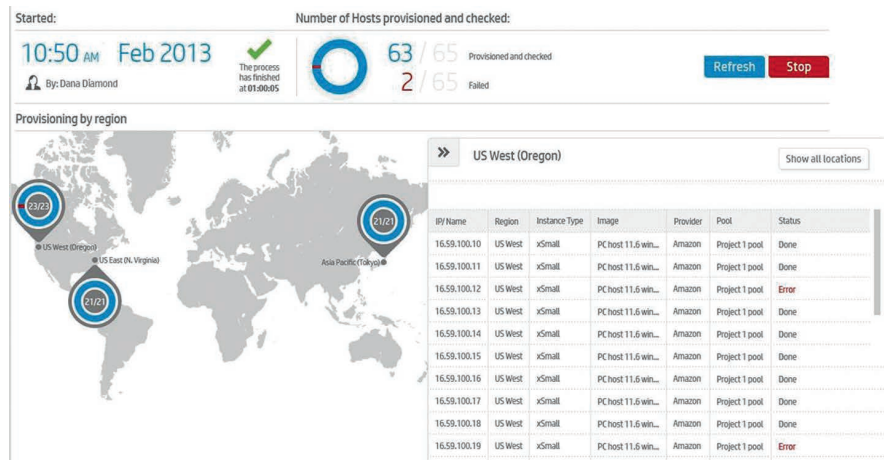 Started:
Number of Hosts provisioned and checked:
10:50 AM Feb 2013
By: Dana Diamond
The process
has finished
at 01:00:05
63 / 65 Provisioned and checked
2 / 65 Failed
Refresh
Stop
Provisioning by region
23/23
US West (Oregon)
US East (N. Virginia)
21/21
21/21
Asia Pacific (Tokyo)
US West (Oregon)
Show all locations
IP/ Name Region Instance Type Image Provider Pool Status
16.59.100.10 US West xSmall PC host 11.6 win... Amazon Project 1 pool Done
16.59.100.11 US West xSmall PC host 11.6 win... Amazon Project 1 pool Done
16.59.100.12 US West xSmall PC host 11.6 win... Amazon Project 1 pool Error
16.59.100.13 US West xSmall PC host 11.6 win... Amazon Project 1 pool Done
16.59.100.14 US West xSmall PC host 11.6 win... Amazon Project 1 pool Done
16.59.100.15 US West xSmall PC host 11.6 win... Amazon Project 1 pool Done
16.59.100.16 US West xSmall PC host 11.6 win... Amazon Project 1 pool Done
16.59.100.17 US West xSmall PC host 11.6 win... Amazon Project 1 pool Done
16.59.100.18 US West xSmall PC host 11.6 win... Amazon Project 1 pool Done
16.59.100.19 US West xSmall PC host 11.6 win... Amazon Project 1 pool Error